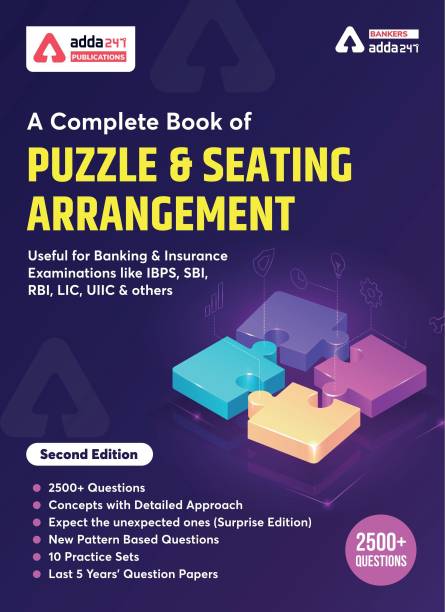 adda247
PUBLICATIONS
BANKERS
adda247
A Complete Book of
PUZZLE & SEATING
ARRANGEMENT
Useful for Banking & Insurance
Examinations like IBPS, SBI,
RBI, LIC, UIIC & others
Second Edition
2500+ Questions
Concepts with Detailed Approach
Expect the unexpected ones (Surprise Edition)
New Pattern Based Questions
10 Practice Sets
Last 5 Years' Question Papers
2500+
QUESTIONS